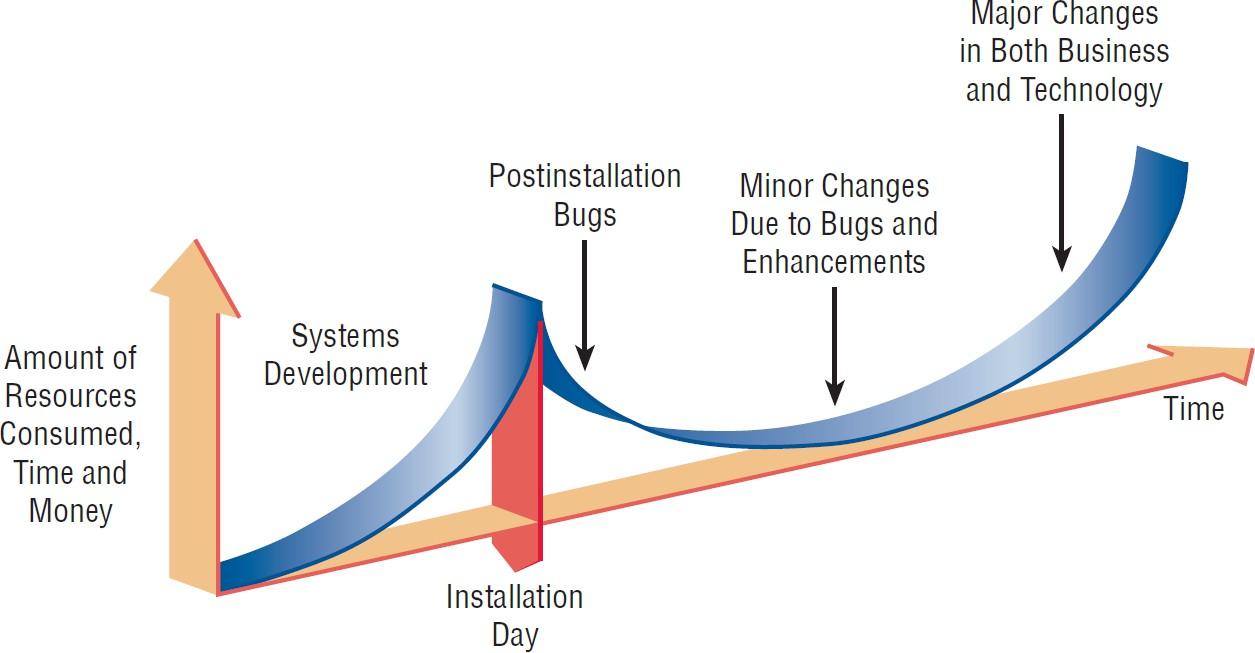 Major Changes
in Both Business
and Technology
Postinstallation
Bugs
Minor Changes
Due to Bugs and
Enhancements
Systems
Development
Amount of
Resources
Consumed,
Time and
Money
Time
Installation
Day